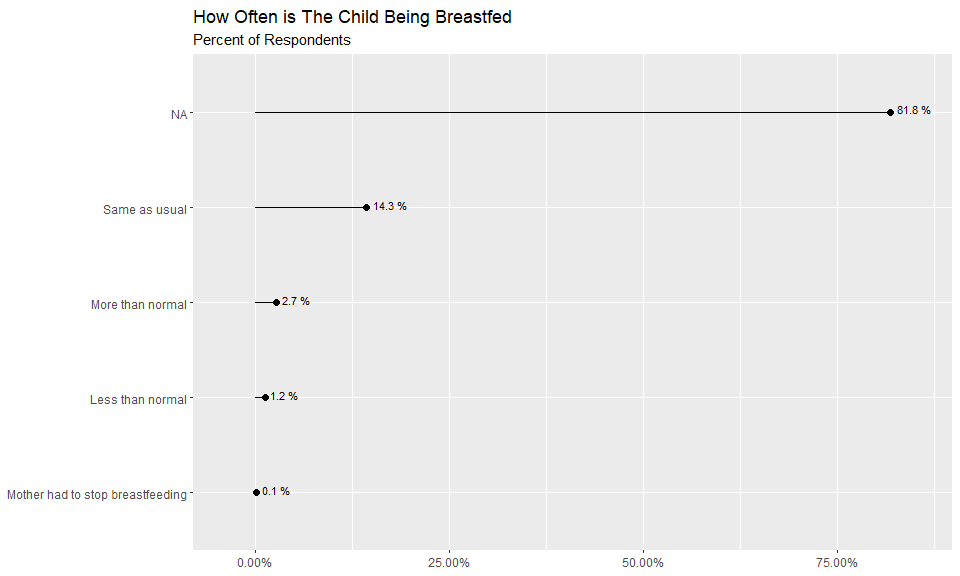 How Often is The Child Being Breastfed
Percent of Respondents
NA
81.8 %
Same as usual
14.3 %
More than normal
2.7 %
Less than normal
1.2 %
Mother had to stop breastfeeding
0.1 %
0.00%
25.00%
50.00%
75.00%